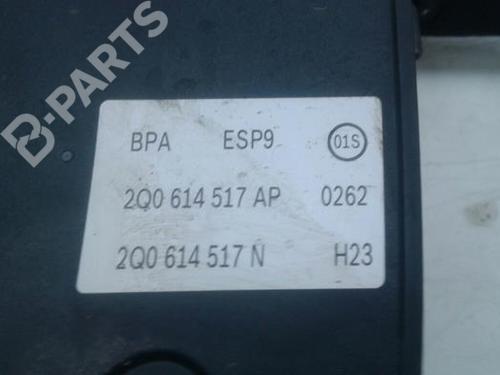 B-PARTS
BPA ESP9 01S
2Q0 614 517 AP 0262
2Q0 614 517 N H23